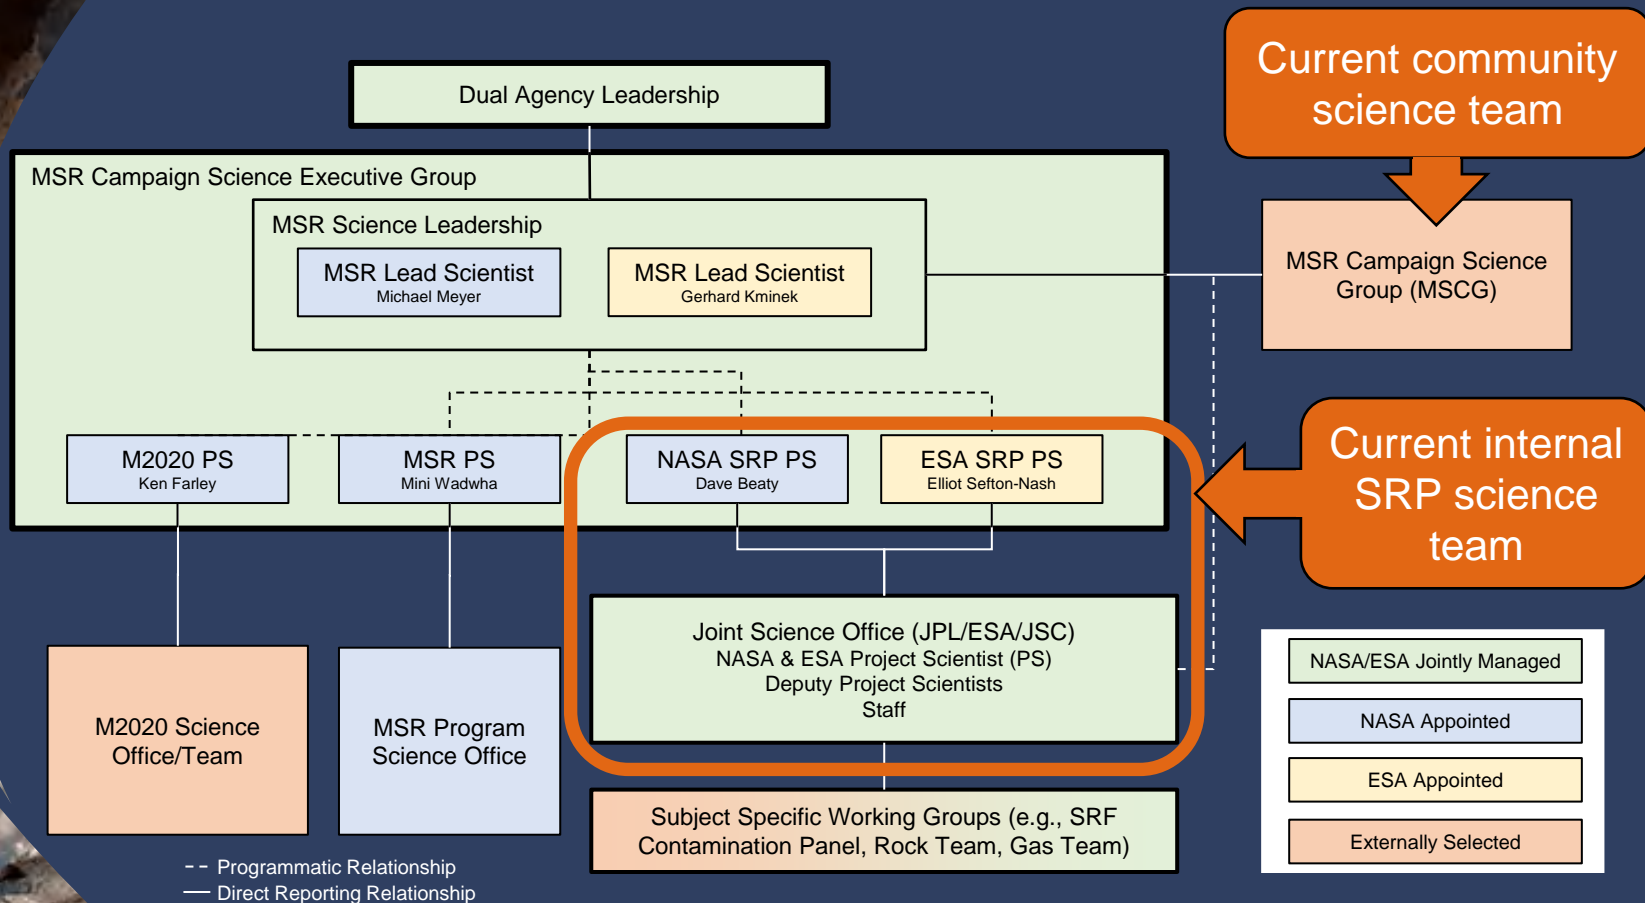 Current community
science team
Dual Agency Leadership
MSR Campaign Science Executive Group
MSR Science Leadership
MSR Lead Scientist
Michael Meyer
MSR Lead Scientist
Gerhard Kminek
MSR Campaign Science
Group (MSCG)
M2020 PS
Ken Farley
MSR PS
Mini Wadwha
NASA SRP PS
Dave Beaty
ESA SRP PS
Elliot Sefton-Nash
Current internal
SRP science
team
Joint Science Office (JPL/ESA/JSC)
NASA & ESA Project Scientist (PS)
Deputy Project Scientists
Staff
M2020 Science
Office/Team
MSR Program
Science Office
Subject Specific Working Groups (e.g., SRF
Contamination Panel, Rock Team, Gas Team)
NASA/ESA Jointly Managed
NASA Appointed
ESA Appointed
Externally Selected
Programmatic Relationship
Direct Reporting Relationship